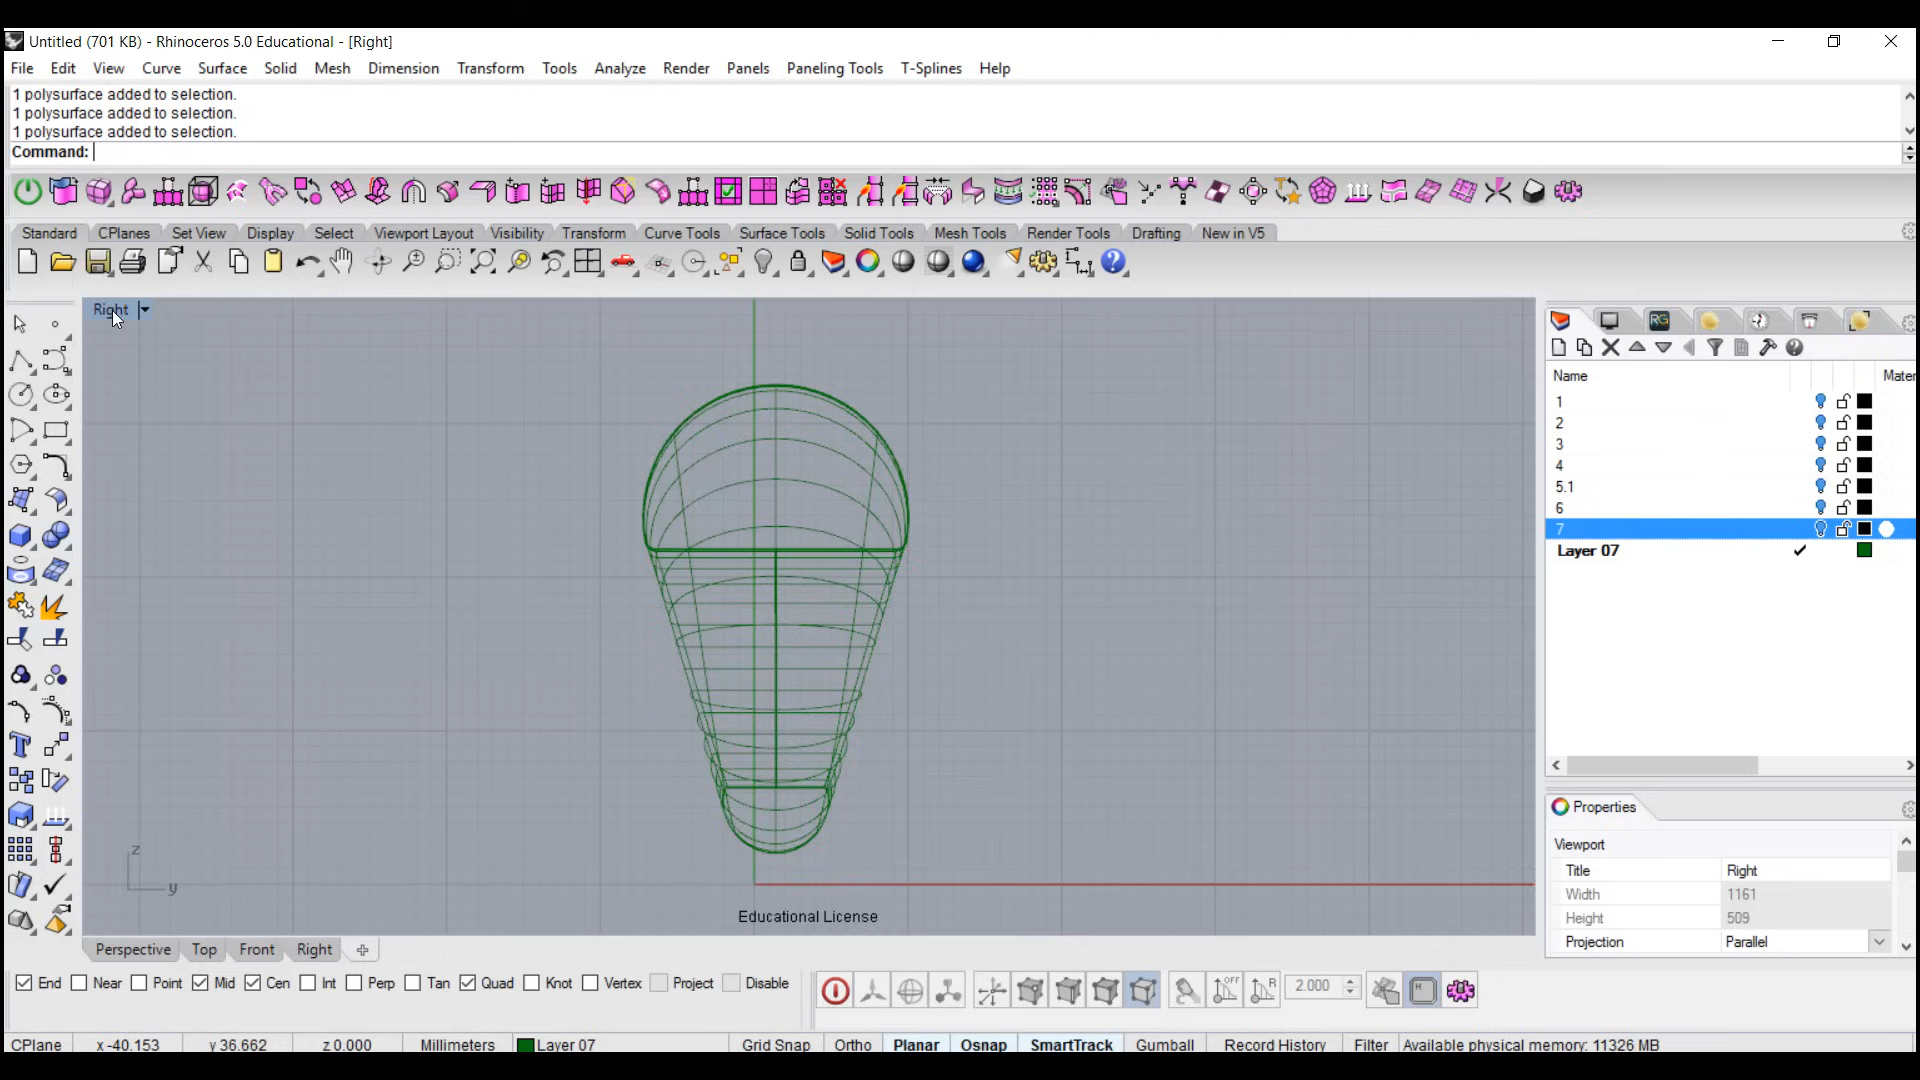 Untitled (701 KB) - Rhinoceros 5.0 Educational - [Right]
File Edit View Curve Surface Solid Mesh Dimension Transform Tools Analyze Render Panels Paneling Tools T-Splines Help
1 polysurface added to selection.
1 polysurface added to selection.
1 polysurface added to selection.
Command:
Standard CPlanes Set View Display Select Viewport Layout Visibility Transform Curve Tools Surface Tools Solid Tools Mesh Tools Render Tools Drafting New in V5
Right
RG
Name Mater
1
2
3
4
5.1
6
7
Layer 07
z
y
Educational License
Properties
Viewport
Title Right
Width 1161
Height 509
Projection Parallel
Perspective Top Front Right
End Near Point Mid Cen Int Perp Tan Quad Knot Vertex Project Disable
OFF R 2.000 H
CPlane x -40.153 y 36.662 z 0.000 Millimeters Layer 07 Grid Snap Ortho Planar Osnap SmartTrack Gumball Record History Filter Available physical memory: 11326 MB